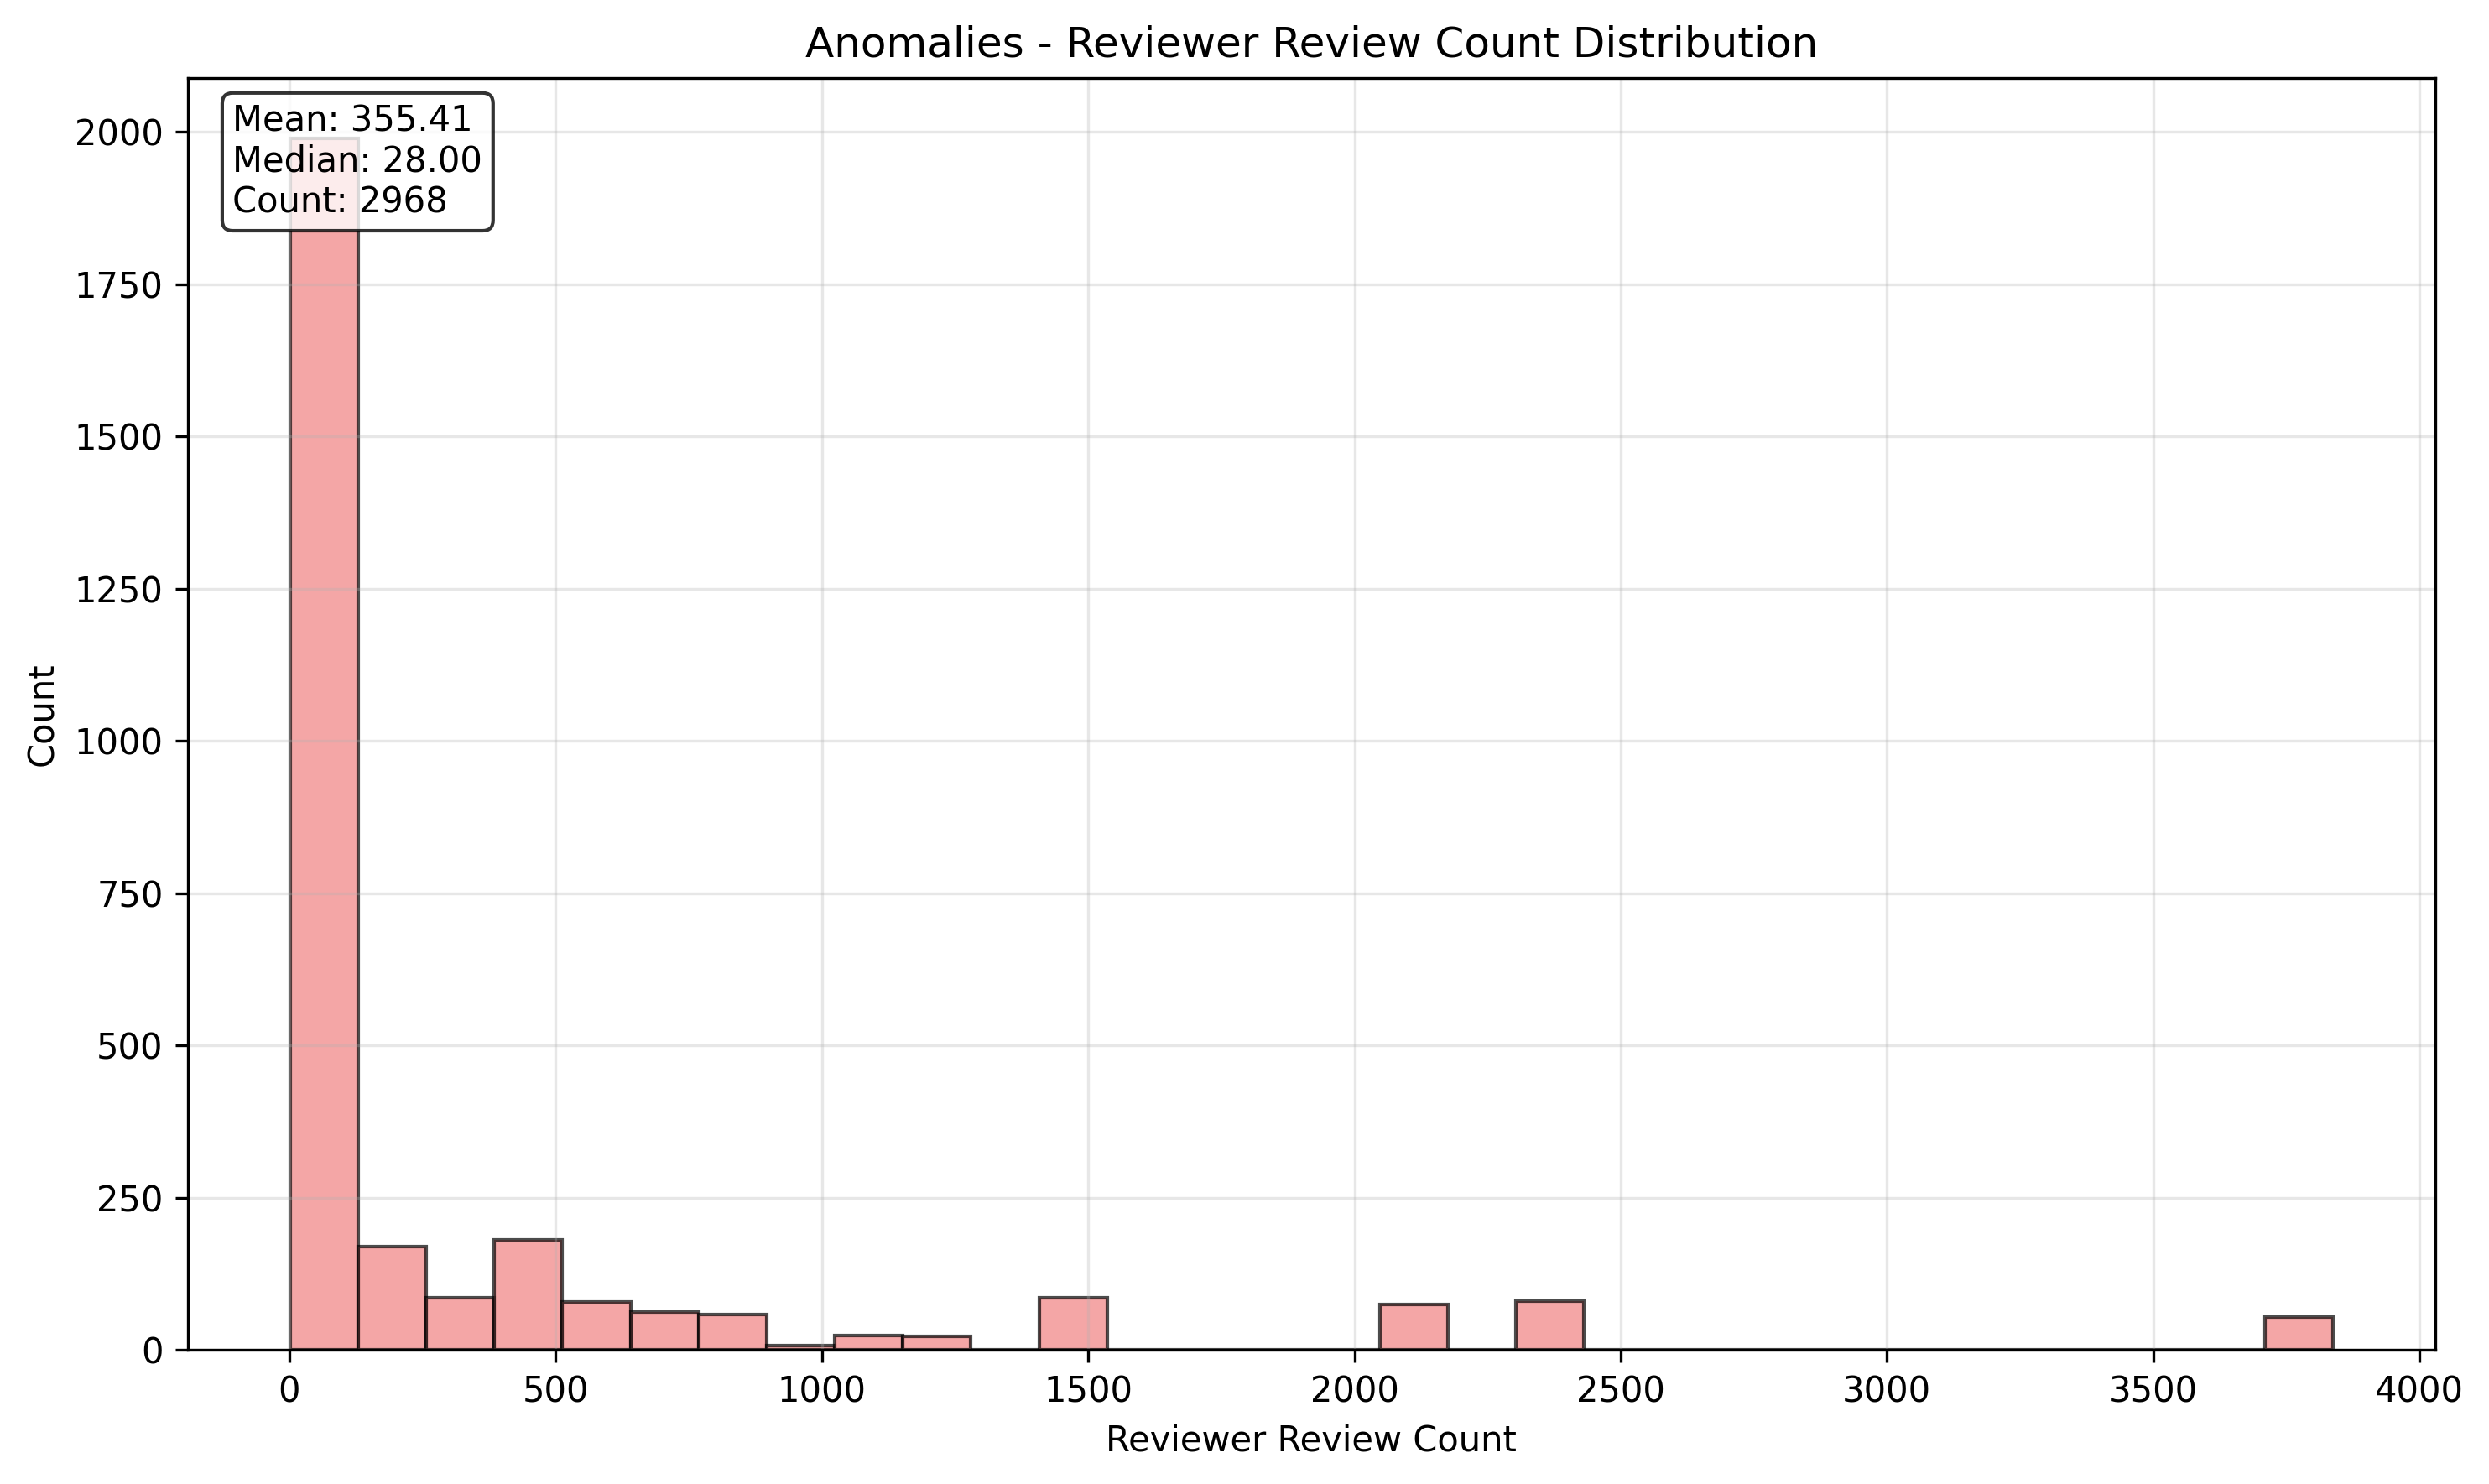 Anomalies - Reviewer Review Count Distribution
Mean: 355.41
Median: 28.00
Count: 2968
2000
1750
1500
1250
1000
750
500
250
0
Count
0 500 1000 1500 2000 2500 3000 3500 4000
Reviewer Review Count